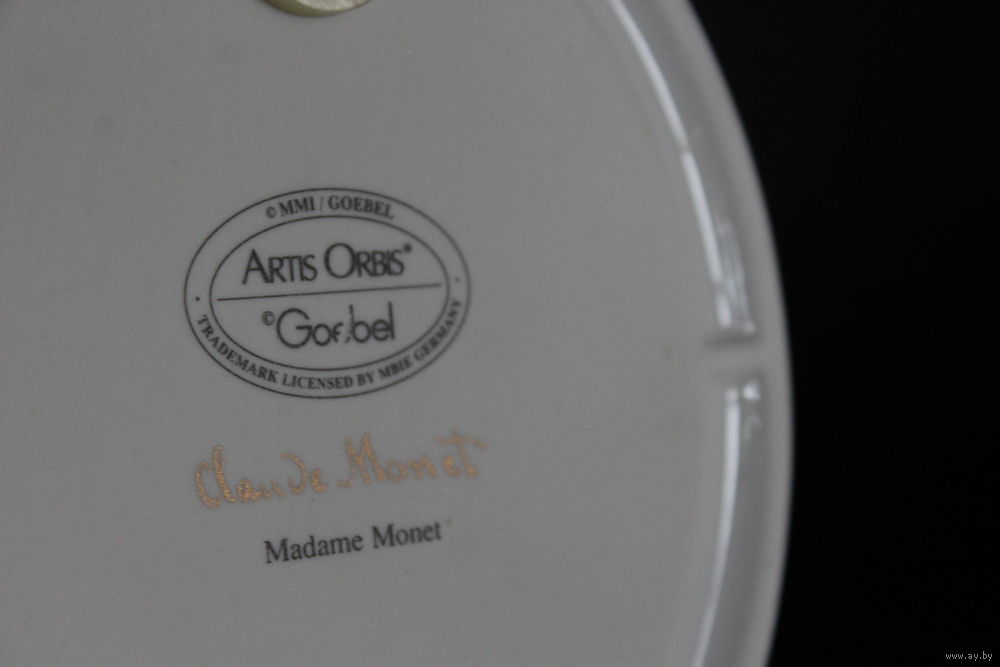 © MMI / GOEBEL
ARTIS ORBIS®
© Goebel
· TRADEMARK LICENSED BY MBIE GERMANY ·
Claude Monet
Madame Monet
www.ay.by